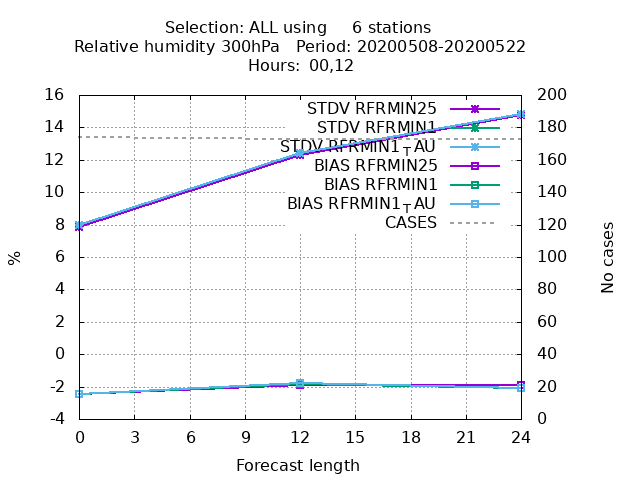 Selection: ALL using 6 stations
Relative humidity 300hPa Period: 20200508-20200522
Hours: 00,12
16
14
12
10
8
6
4
2
0
-2
-4
%
STDV RFRMIN25
STDV RFRMIN1
STDV RFRMIN1_AU
BIAS RFRMIN25
BIAS RFRMIN1
BIAS RFRMIN1_AU
CASES
200
180
160
140
120
100
80
60
40
20
0
No cases
0 3 6 9 12 15 18 21 24
Forecast length